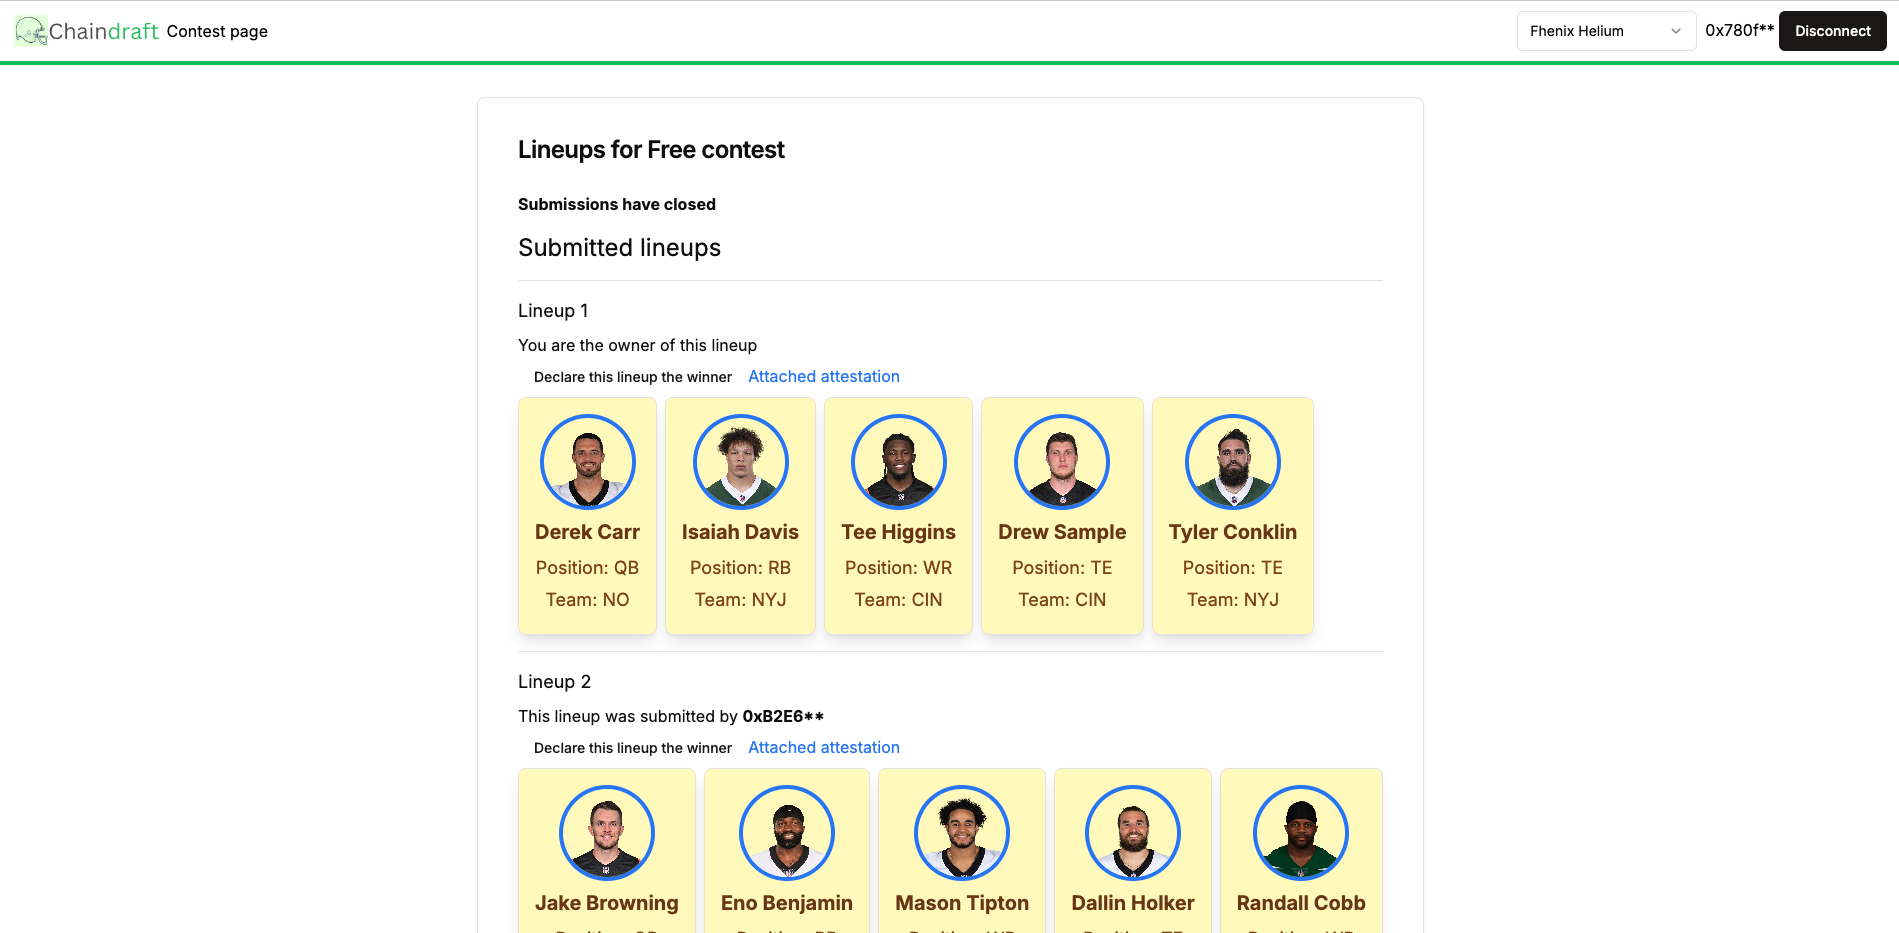 Chaindraft Contest page Fhenix Helium 0x780f** Disconnect
Lineups for Free contest
Submissions have closed
Submitted lineups
Lineup 1
You are the owner of this lineup
Declare this lineup the winner Attached attestation
Derek Carr Isaiah Davis Tee Higgins Drew Sample Tyler Conklin
Position: QB Position: RB Position: WR Position: TE Position: TE
Team: NO Team: NYJ Team: CIN Team: CIN Team: NYJ
Lineup 2
This lineup was submitted by 0xB2E6**
Declare this lineup the winner Attached attestation
Jake Browning Eno Benjamin Mason Tipton Dallin Holker Randall Cobb